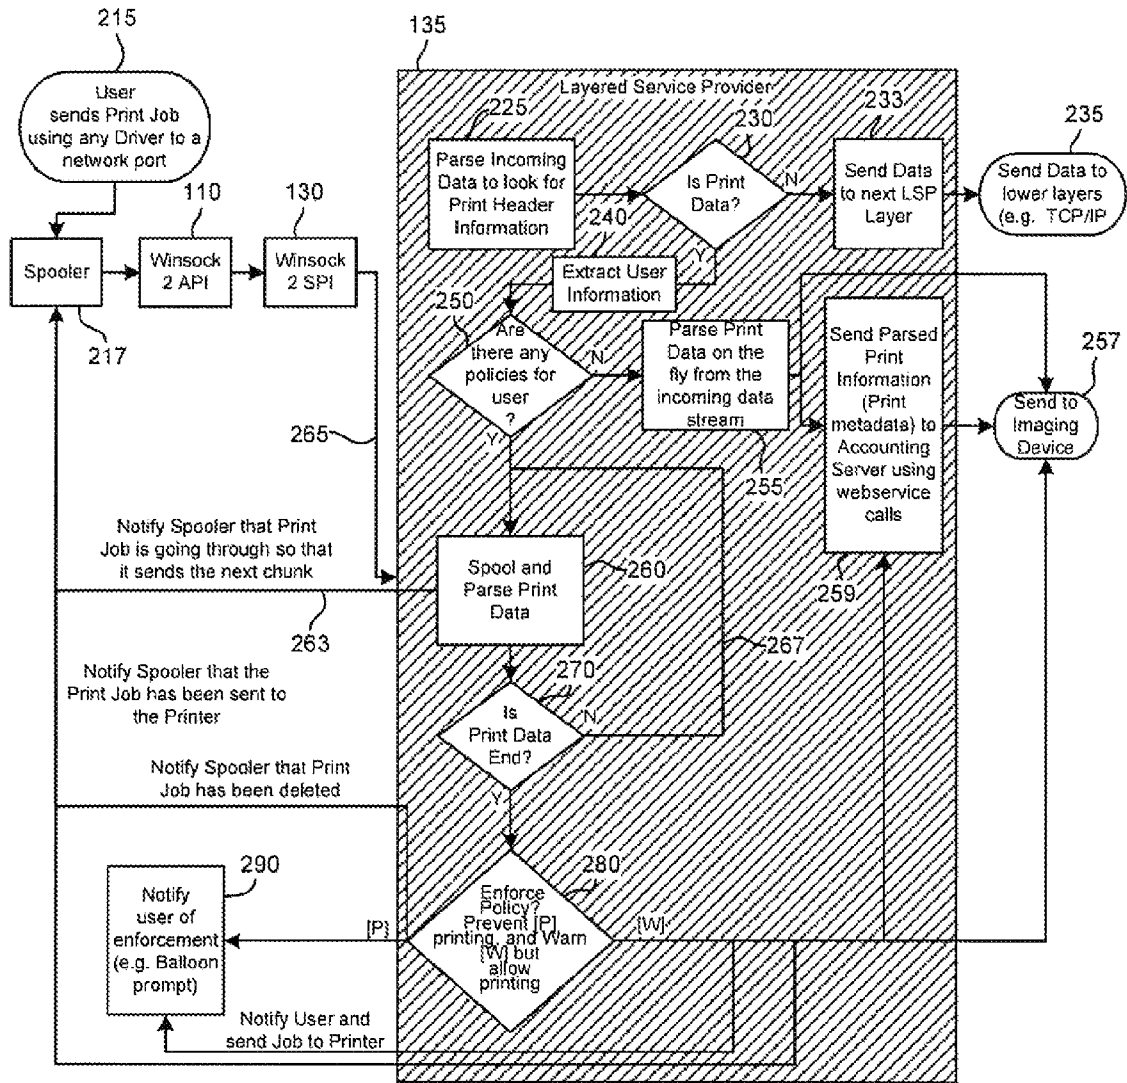 215
135
User
sends Print Job
using any Driver to a
network port
Layered Service Provider
225
Parse Incoming
Data to look for
Print Header
Information
230
Is Print
Data?
N
Y
233
Send Data
to next LSP
Layer
235
Send Data to
lower layers
(e.g. TCP/IP
110
130
Spooler
217
Winsock
2 API
Winsock
2 SPI
240
Extract User
Information
250
Are
there any
policies for
user
?
N
Y
Parse Print
Data on the
fly from the
incoming data
stream
255
Send Parsed
Print
Information
(Print
metadata) to
Accounting
Server using
webservice
calls
259
257
Send to
Imaging
Device
265
Notify Spooler that Print
Job is going through so that
it sends the next chunk
263
Spool and
Parse Print
Data
260
267
Notify Spooler that the
Print Job has been sent to
the Printer
270
Is
Print Data
End?
N
Y
Notify Spooler that Print
Job has been deleted
290
Notify
user of
enforcement
(e.g. Balloon
prompt)
[P]
280
Enforce
Policy?
Prevent [P]
printing, and Warn
[W] but
allow
printing
[W]
Notify User and
send Job to Printer